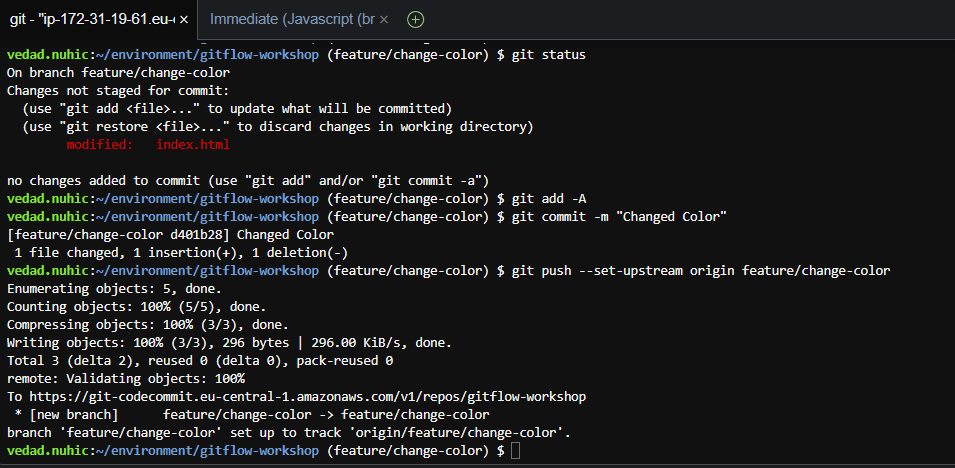 git - "ip-172-31-19-61.eu-c × Immediate (Javascript (br ×
vedad.nuhic:~/environment/gitflow-workshop (feature/change-color) $ git status
On branch feature/change-color
Changes not staged for commit:
  (use "git add <file>..." to update what will be committed)
  (use "git restore <file>..." to discard changes in working directory)
        modified:   index.html
no changes added to commit (use "git add" and/or "git commit -a")
vedad.nuhic:~/environment/gitflow-workshop (feature/change-color) $ git add -A
vedad.nuhic:~/environment/gitflow-workshop (feature/change-color) $ git commit -m "Changed Color"
[feature/change-color d401b28] Changed Color
 1 file changed, 1 insertion(+), 1 deletion(-)
vedad.nuhic:~/environment/gitflow-workshop (feature/change-color) $ git push --set-upstream origin feature/change-color
Enumerating objects: 5, done.
Counting objects: 100% (5/5), done.
Compressing objects: 100% (3/3), done.
Writing objects: 100% (3/3), 296 bytes | 296.00 KiB/s, done.
Total 3 (delta 2), reused 0 (delta 0), pack-reused 0
remote: Validating objects: 100%
To https://git-codecommit.eu-central-1.amazonaws.com/v1/repos/gitflow-workshop
 * [new branch]      feature/change-color -> feature/change-color
branch 'feature/change-color' set up to track 'origin/feature/change-color'.
vedad.nuhic:~/environment/gitflow-workshop (feature/change-color) $